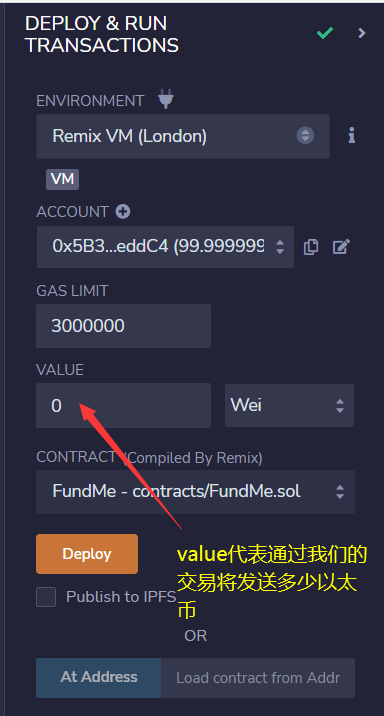 DEPLOY & RUN
TRANSACTIONS
ENVIRONMENT
Remix VM (London)
VM
ACCOUNT
0x5B3...eddC4 (99.999999
GAS LIMIT
3000000
VALUE
0 Wei
CONTRACT (Compiled By Remix)
FundMe - contracts/FundMe.sol
Deploy
value代表通过我们的
交易将发送多少以太
币
Publish to IPFS
OR
At Address Load contract from Addr